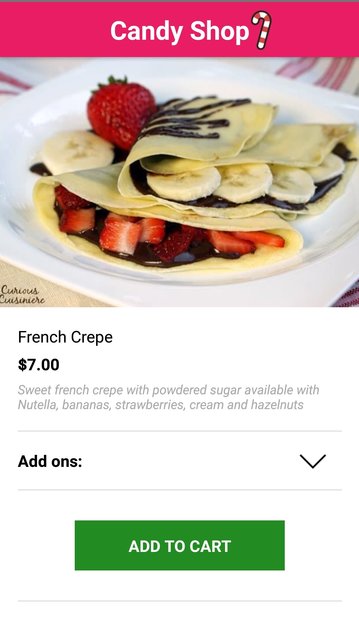 Candy Shop
Curious
Cuisiniere
French Crepe
$7.00
Sweet french crepe with powdered sugar available with
Nutella, bananas, strawberries, cream and hazelnuts
Add ons:
ADD TO CART